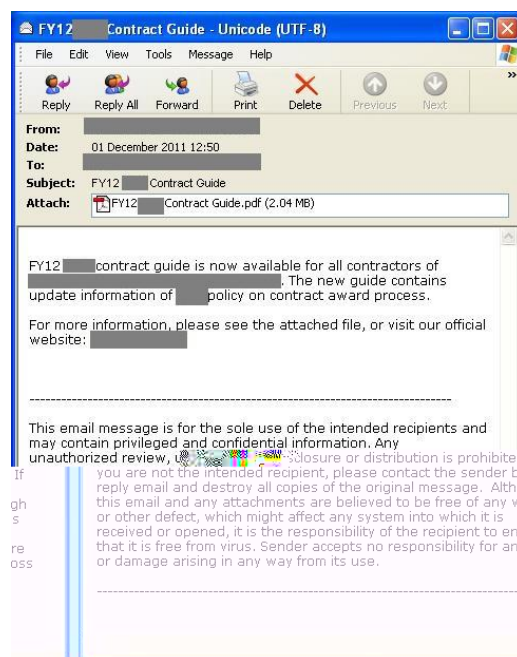 FY12 Contract Guide - Unicode (UTF-8)
File Edit View Tools Message Help
Reply Reply All Forward Print Delete Previous Next »
From:
Date: 01 December 2011 12:50
To:
Subject: FY12 Contract Guide
Attach: FY12 Contract Guide.pdf (2.04 MB)
FY12 contract guide is now available for all contractors of
. The new guide contains
update information of policy on contract award process.
For more information, please see the attached file, or visit our official
website:
This email message is for the sole use of the intended recipients and
may contain privileged and confidential information. Any
unauthorized review, closure or distribution is prohibite
If you are not the intended recipient, please contact the sender b
reply email and destroy all copies of the original message. Alth
gh this email and any attachments are believed to be free of any v
s or other defect, which might affect any system into which it is
received or opened, it is the responsibility of the recipient to en
re that it is free from virus. Sender accepts no responsibility for an
oss or damage arising in any way from its use.